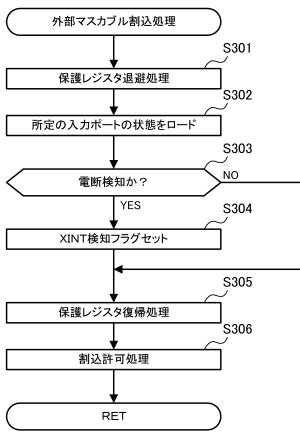 外部マスカブル割込処理
S301
保護レジスタ退避処理
S302
所定の入力ポートの状態をロード
S303
電断検知か？
NO
YES
S304
XINT検知フラグセット
S305
保護レジスタ復帰処理
S306
割込許可処理
RET